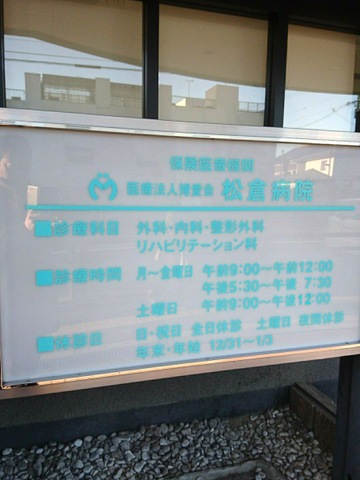 保険医療機関
医療法人博愛会 松倉病院
診療科目 外科・内科・整形外科
リハビリテーション科
診療時間 月~金曜日 午前9:00~午前12:00
午後5:30~午後 7:30
土曜日 午前9:00~午後12:00
休診日 日・祝日 全日休診 土曜日 夜間休診
年末・年始 12/31~1/3